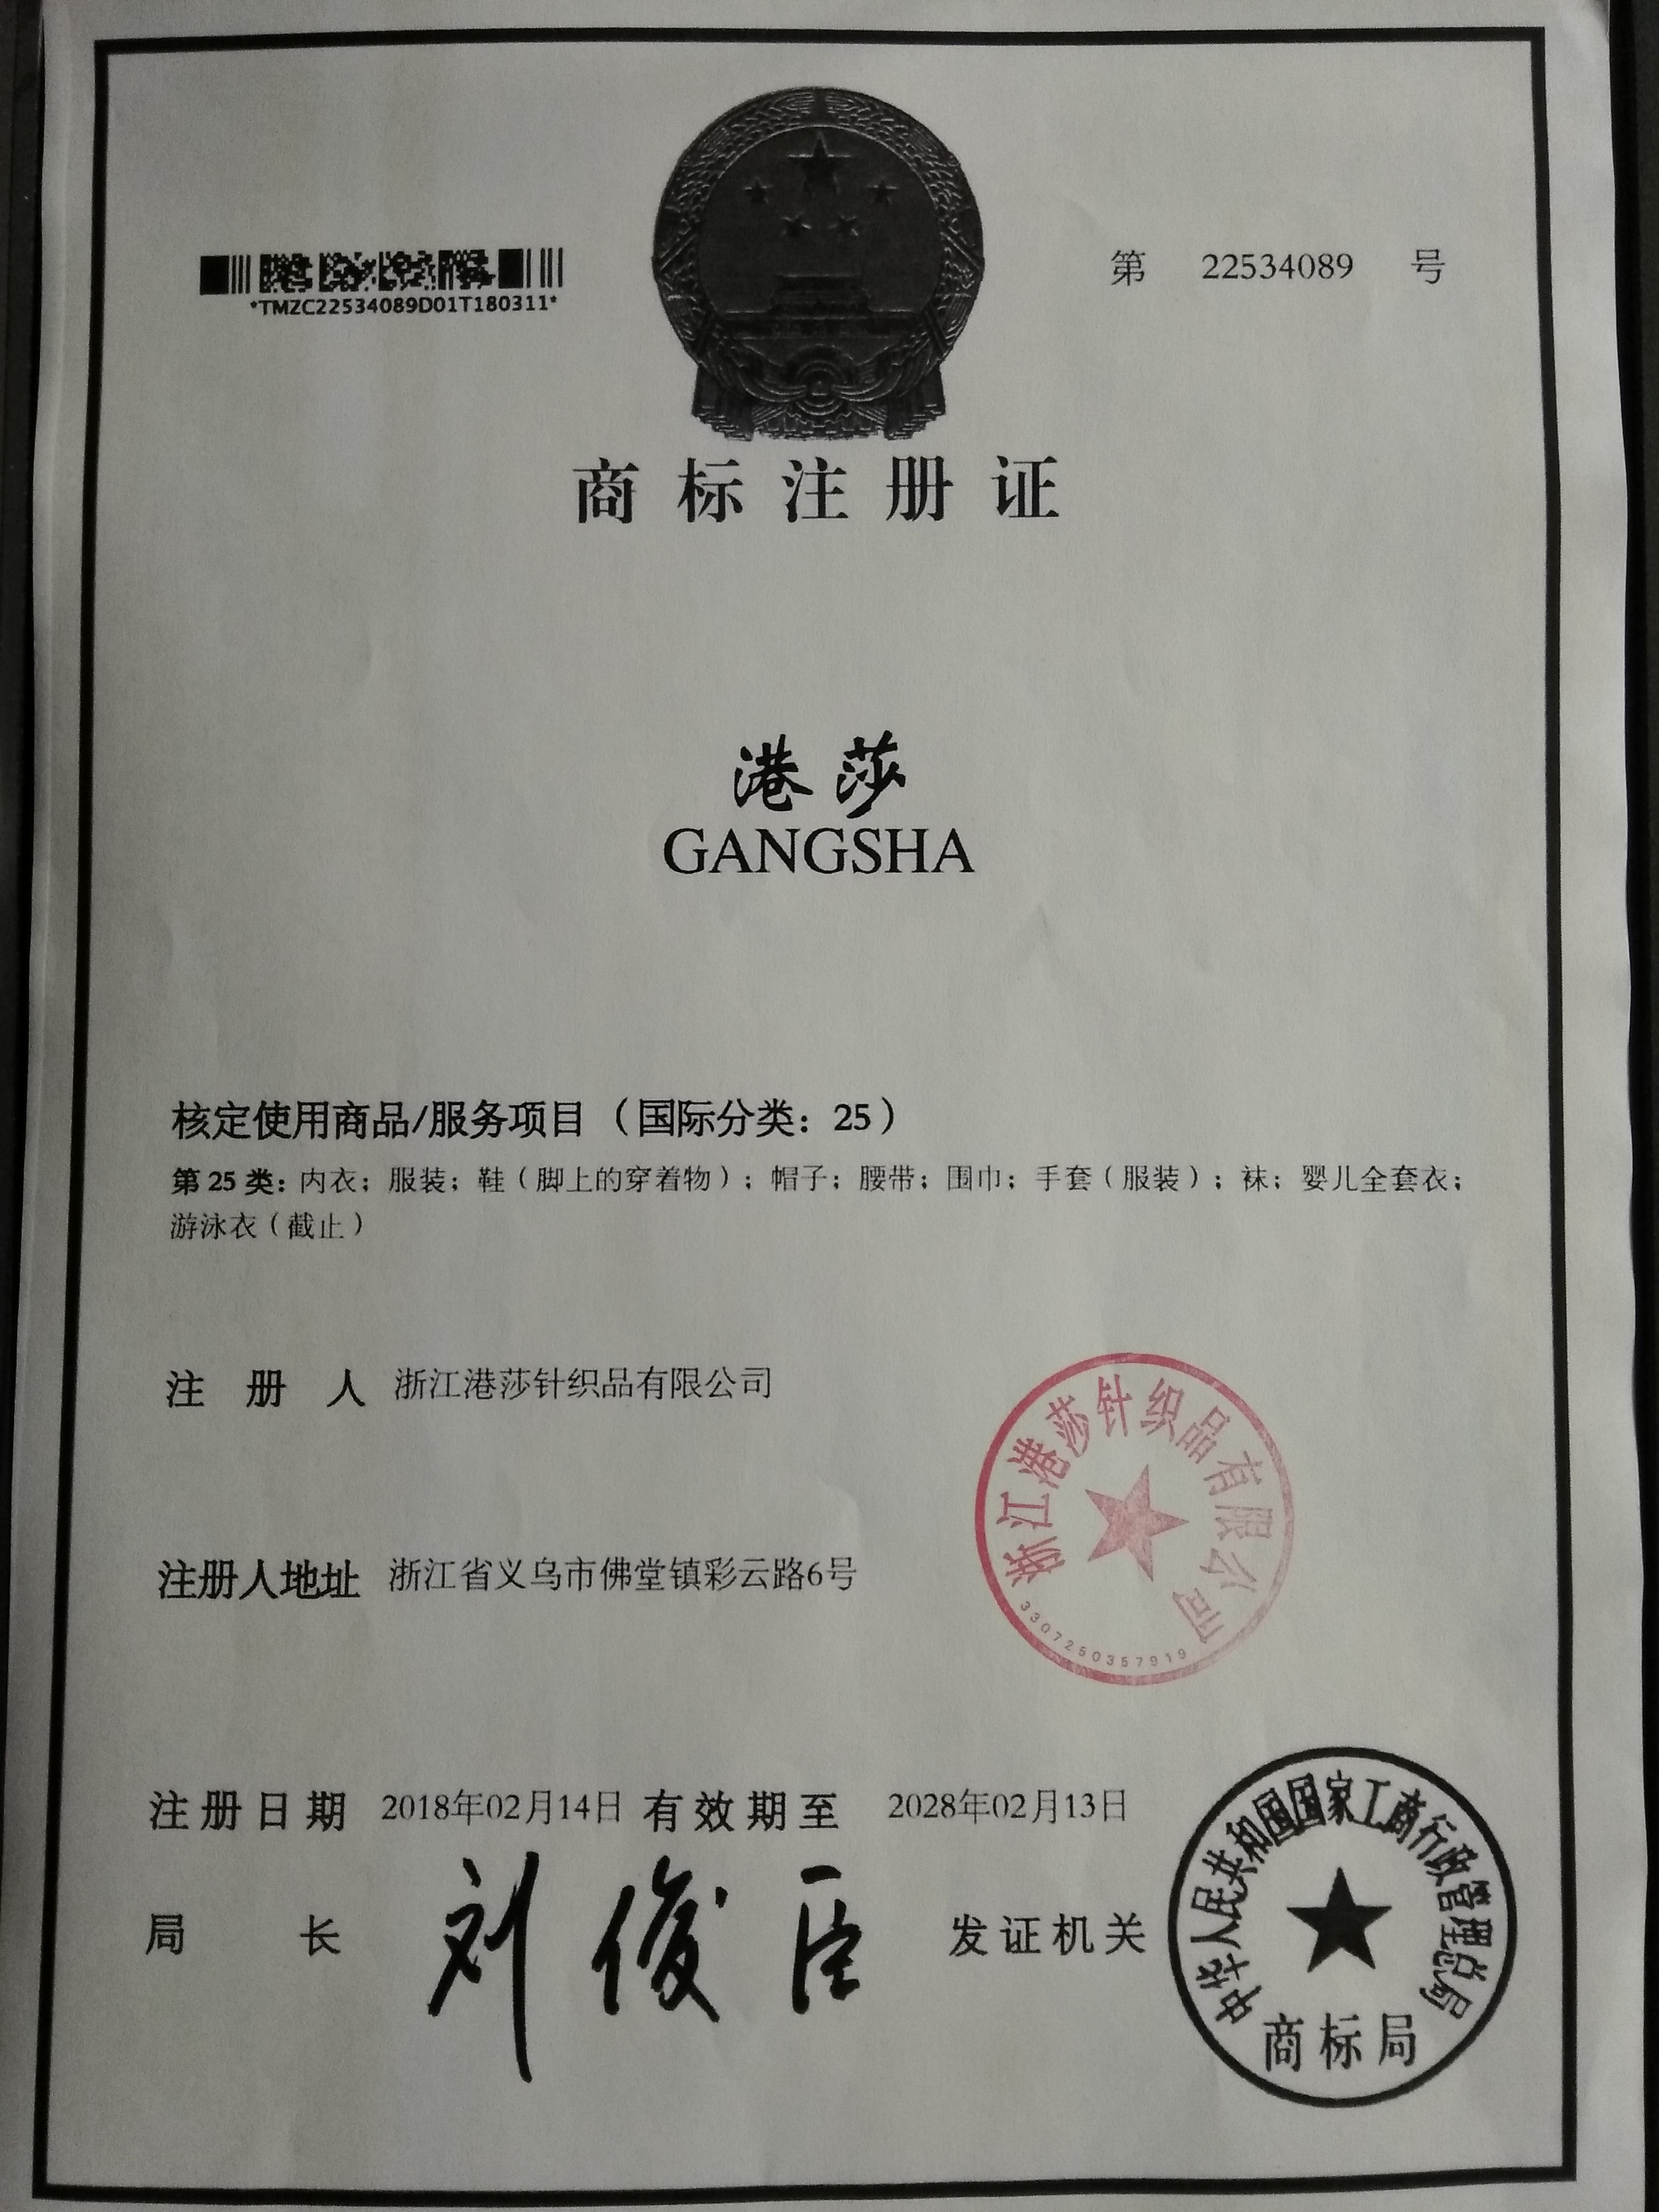 *TMZC22534089D01T180311*
第 22534089 号
商标注册证
港莎
GANGSHA
核定使用商品/服务项目（国际分类：25）
第25类：内衣；服装；鞋（脚上的穿着物）；帽子；腰带；围巾；手套（服装）；袜；婴儿全套衣；
游泳衣（截止）
注册人 浙江港莎针织品有限公司
浙江港莎针织品有限公司
3307250357919
注册人地址 浙江省义乌市佛堂镇彩云路6号
注册日期 2018年02月14日 有效期至 2028年02月13日
局长 刘俊臣 发证机关
中华人民共和国国家工商行政管理总局
商标局